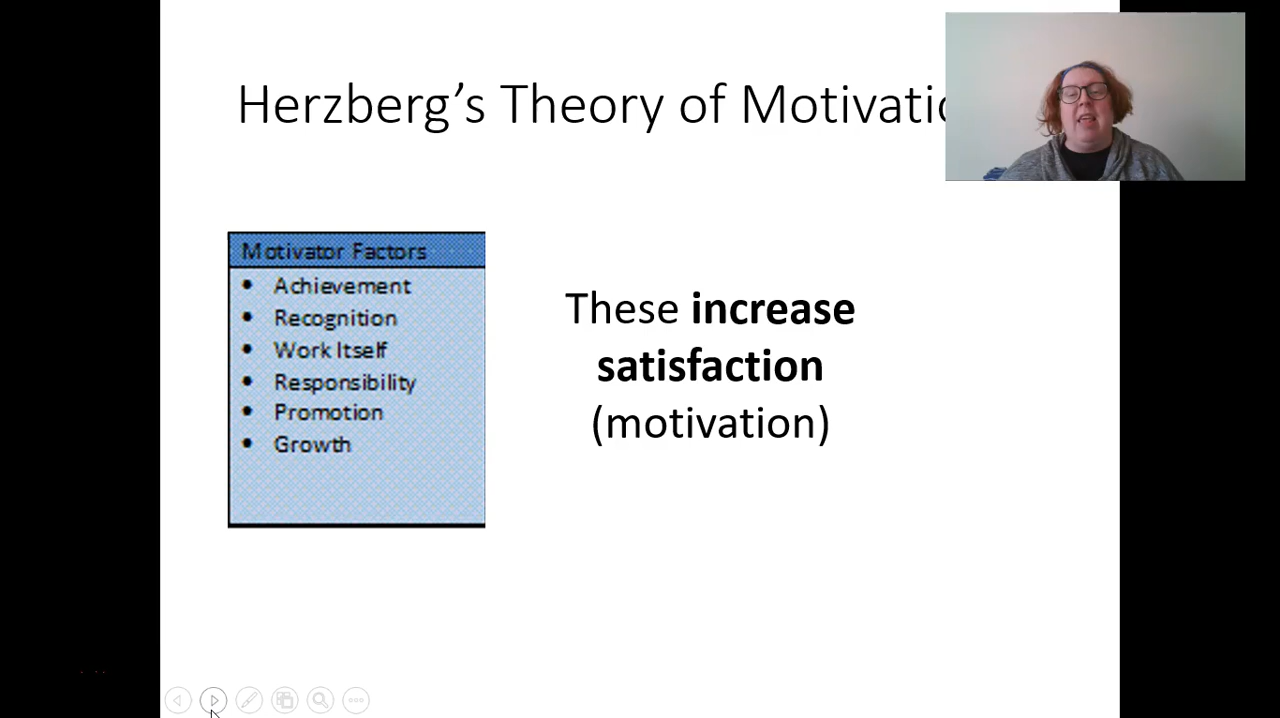 Herzberg's Theory of Motivatio
Motivator Factors
• Achievement
• Recognition
• Work Itself
• Responsibility
• Promotion
• Growth
These increase
satisfaction
(motivation)